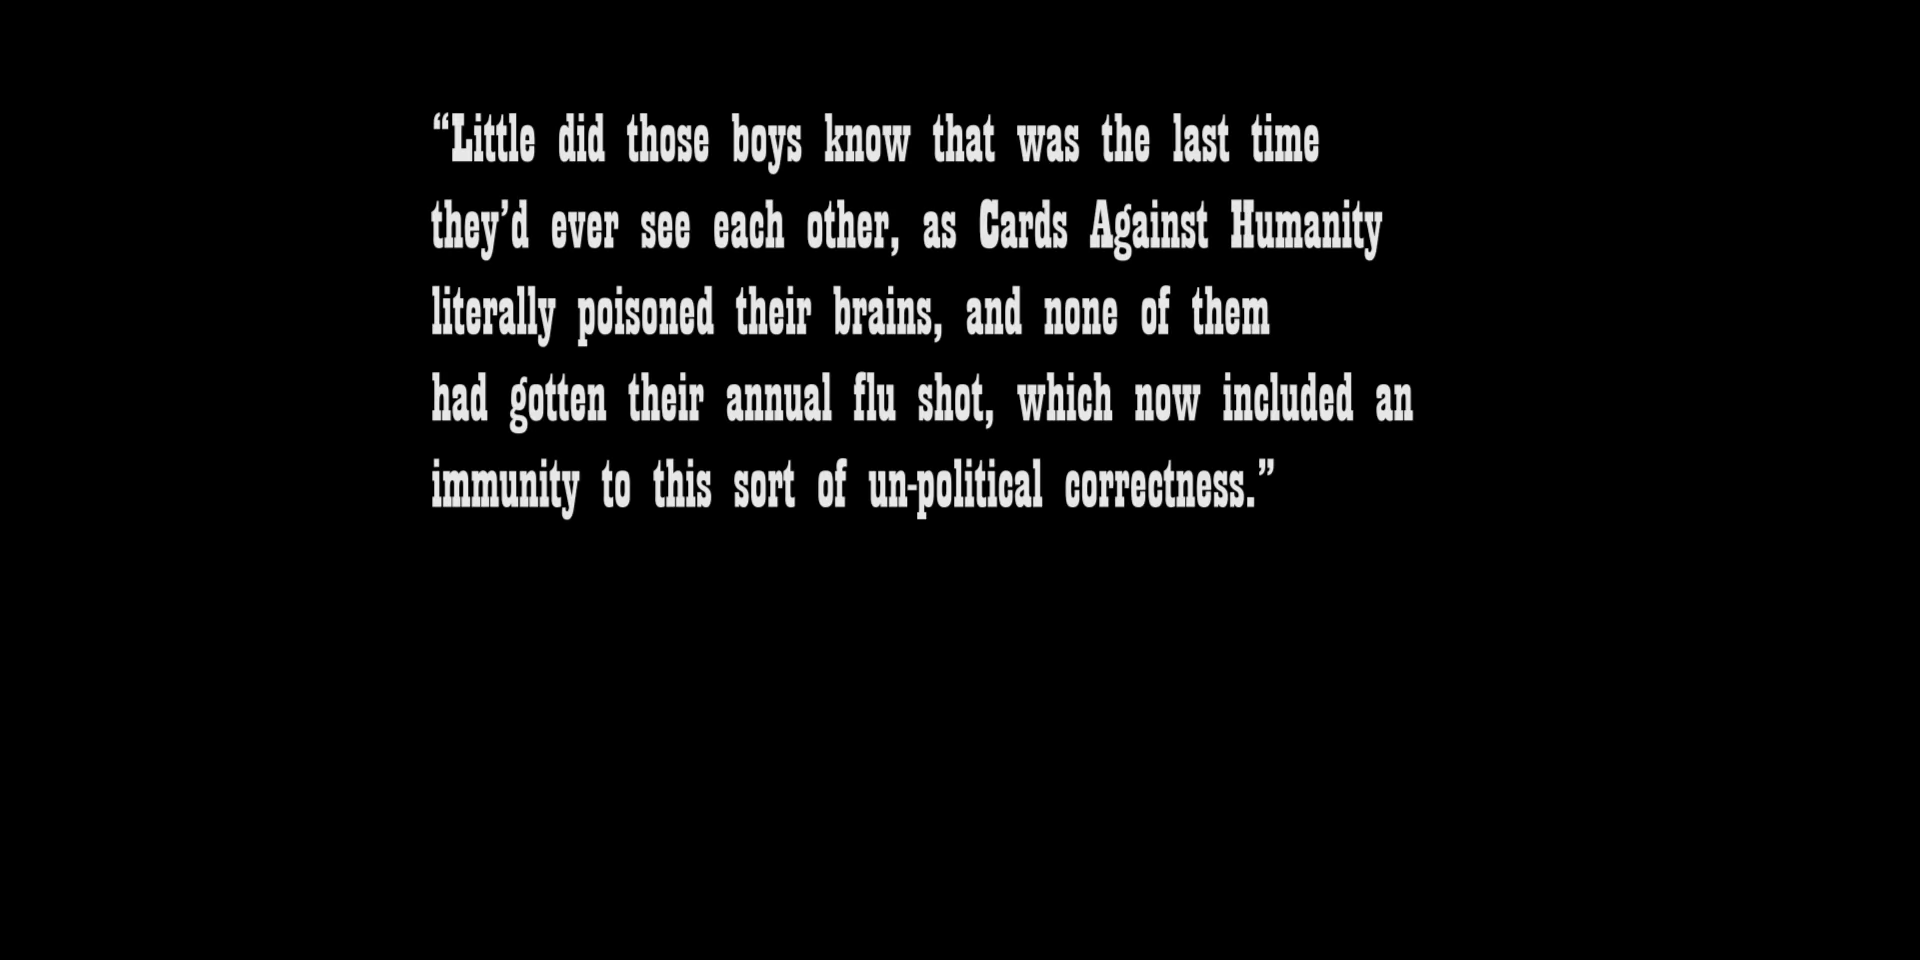 “Little did those boys know that was the last time
they’d ever see each other, as Cards Against Humanity
literally poisoned their brains, and none of them
had gotten their annual flu shot, which now included an
immunity to this sort of un-political correctness.”